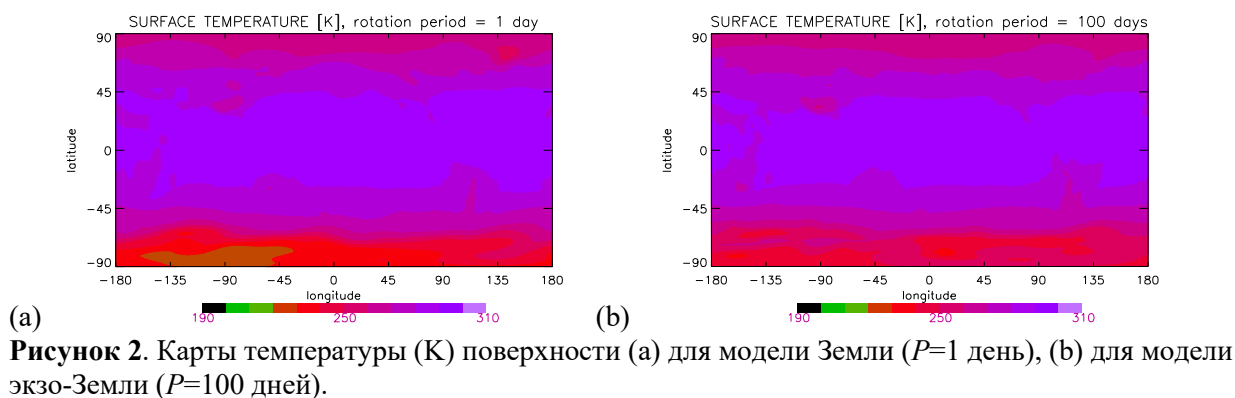 SURFACE TEMPERATURE [K], rotation period = 1 day
90
45
0
−45
−90
latitude
−180 −135 −90 −45 0 45 90 135 180
longitude
190 250 310
(a)
SURFACE TEMPERATURE [K], rotation period = 100 days
90
45
0
−45
−90
latitude
−180 −135 −90 −45 0 45 90 135 180
longitude
190 250 310
(b)
Рисунок 2. Карты температуры (K) поверхности (a) для модели Земли (P=1 день), (b) для модели
экзо-Земли (P=100 дней).